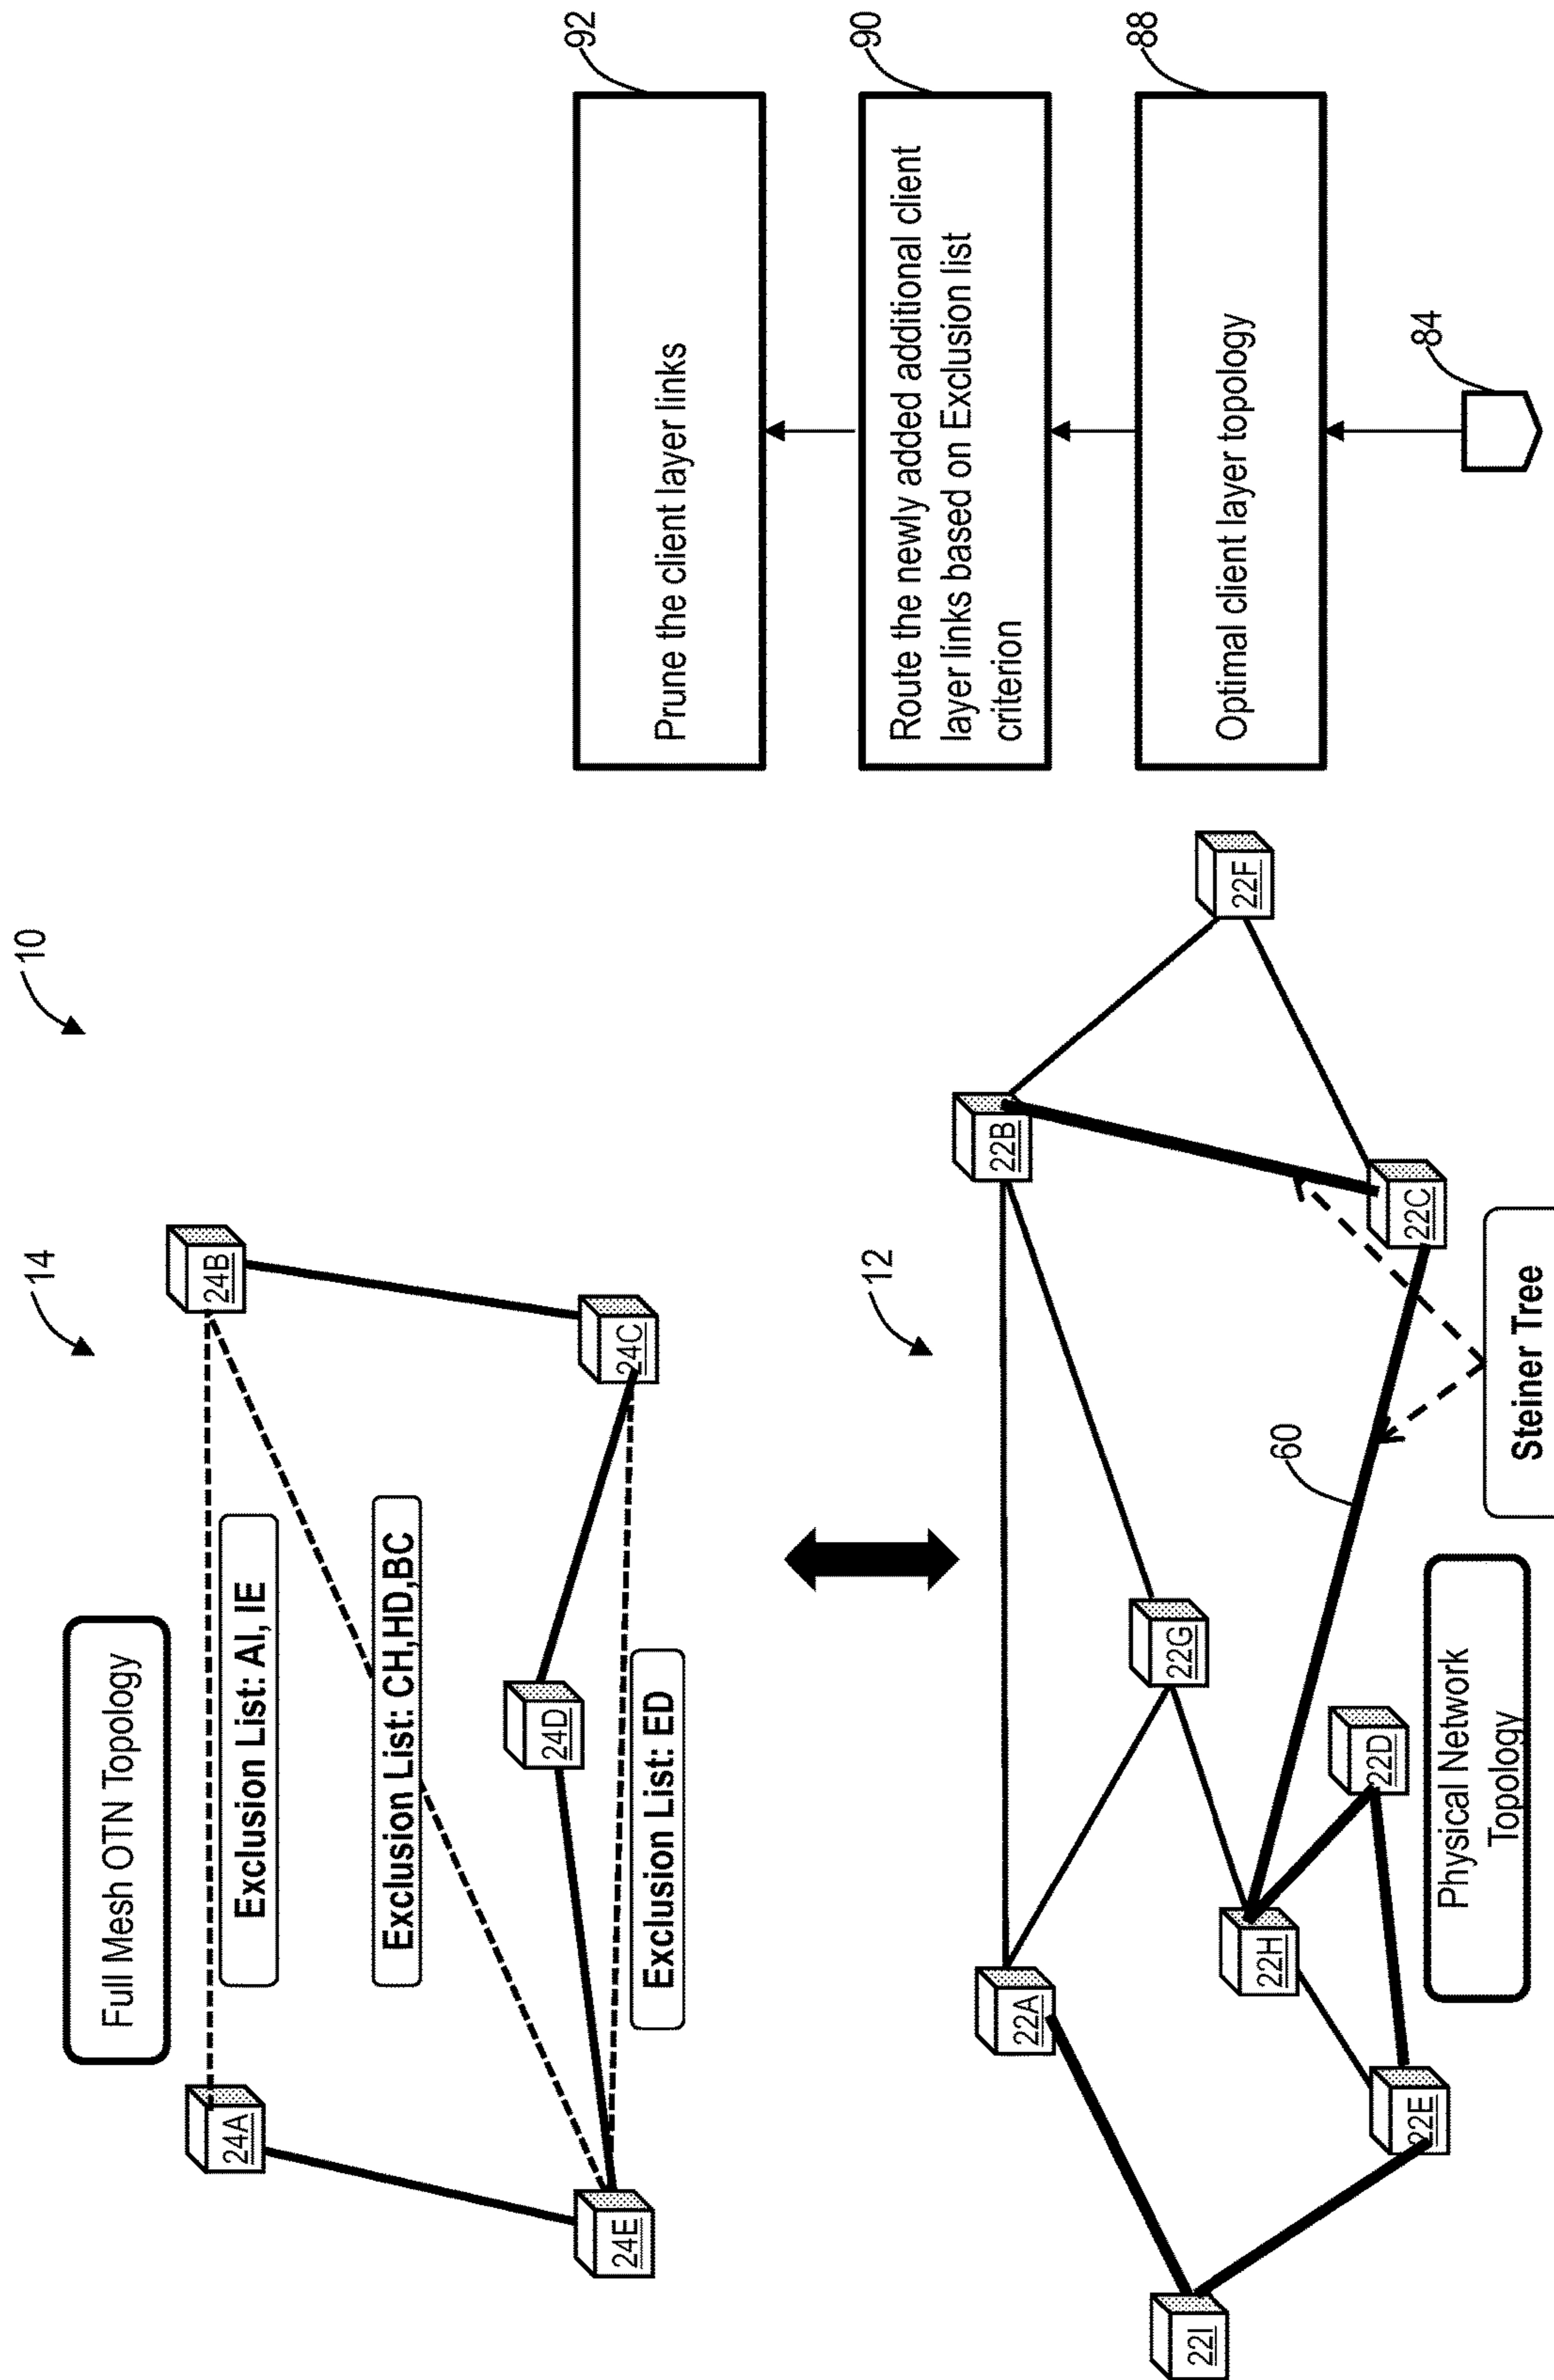 10
14
Full Mesh OTN Topology
24A
24B
Exclusion List: AI, IE
Exclusion List: CH,HD,BC
24D
24E
24C
Exclusion List: ED
12
22A
22B
22G
22I
22H
22F
22D
22E
22C
60
Physical Network
Topology
Steiner Tree
92
Prune the client layer links
90
Route the newly added additional client
layer links based on Exclusion list
criterion
88
Optimal client layer topology
84